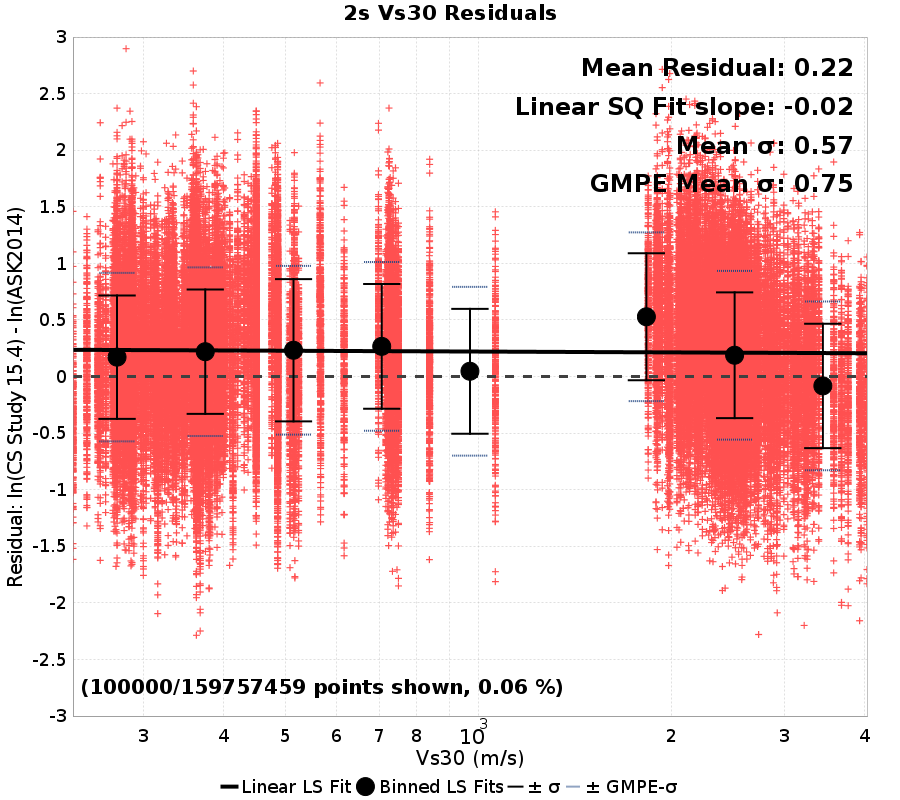 2s Vs30 Residuals
Mean Residual: 0.22
Linear SQ Fit slope: -0.02
Mean σ: 0.57
GMPE Mean σ: 0.75
3
2.5
2
1.5
1
0.5
0
-0.5
-1
-1.5
-2
-2.5
-3
Residual: ln(CS Study 15.4) - ln(ASK2014)
(100000/159757459 points shown, 0.06 %)
3 4 5 6 7 8 10³ 2 3 4
Vs30 (m/s)
Linear LS Fit Binned LS Fits ± σ ± GMPE-σ